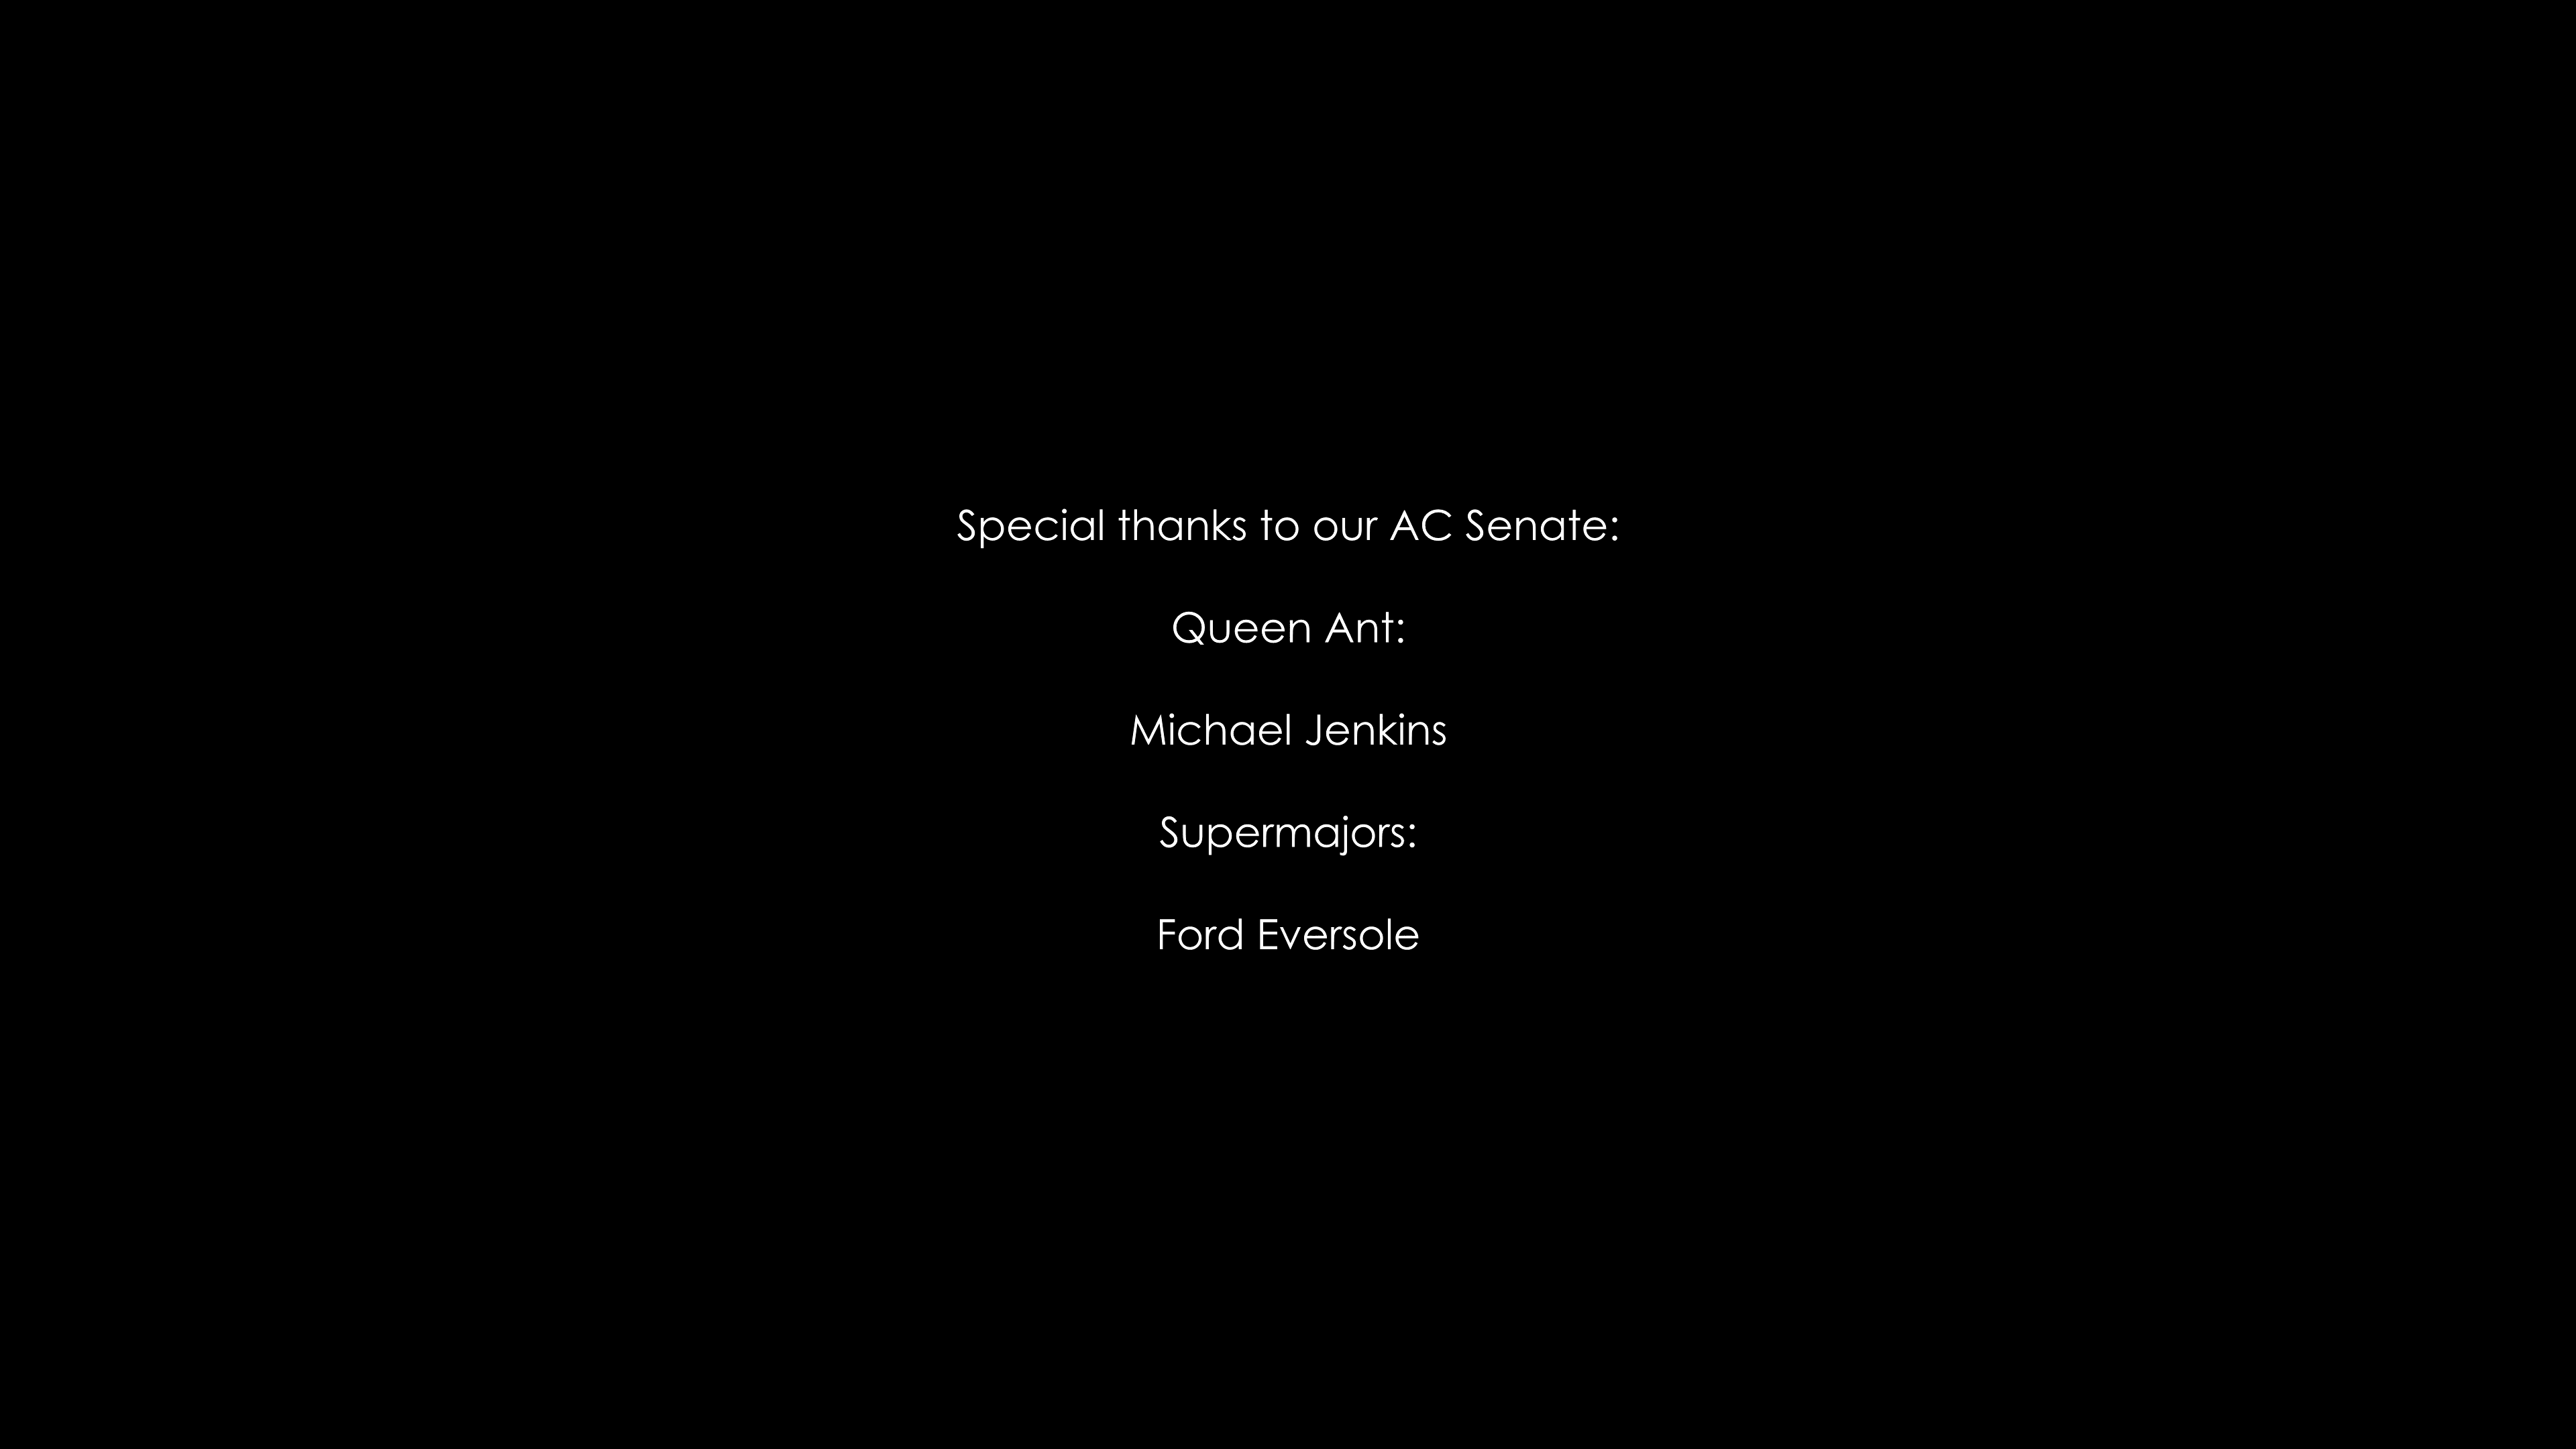 Special thanks to our AC Senate:
Queen Ant:
Michael Jenkins
Supermajors:
Ford Eversole